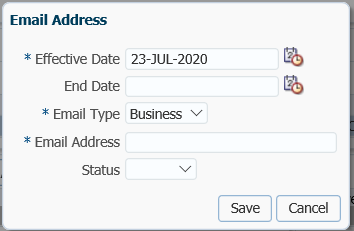 Email Address
* Effective Date 23-JUL-2020
End Date
* Email Type Business
* Email Address
Status
Save Cancel